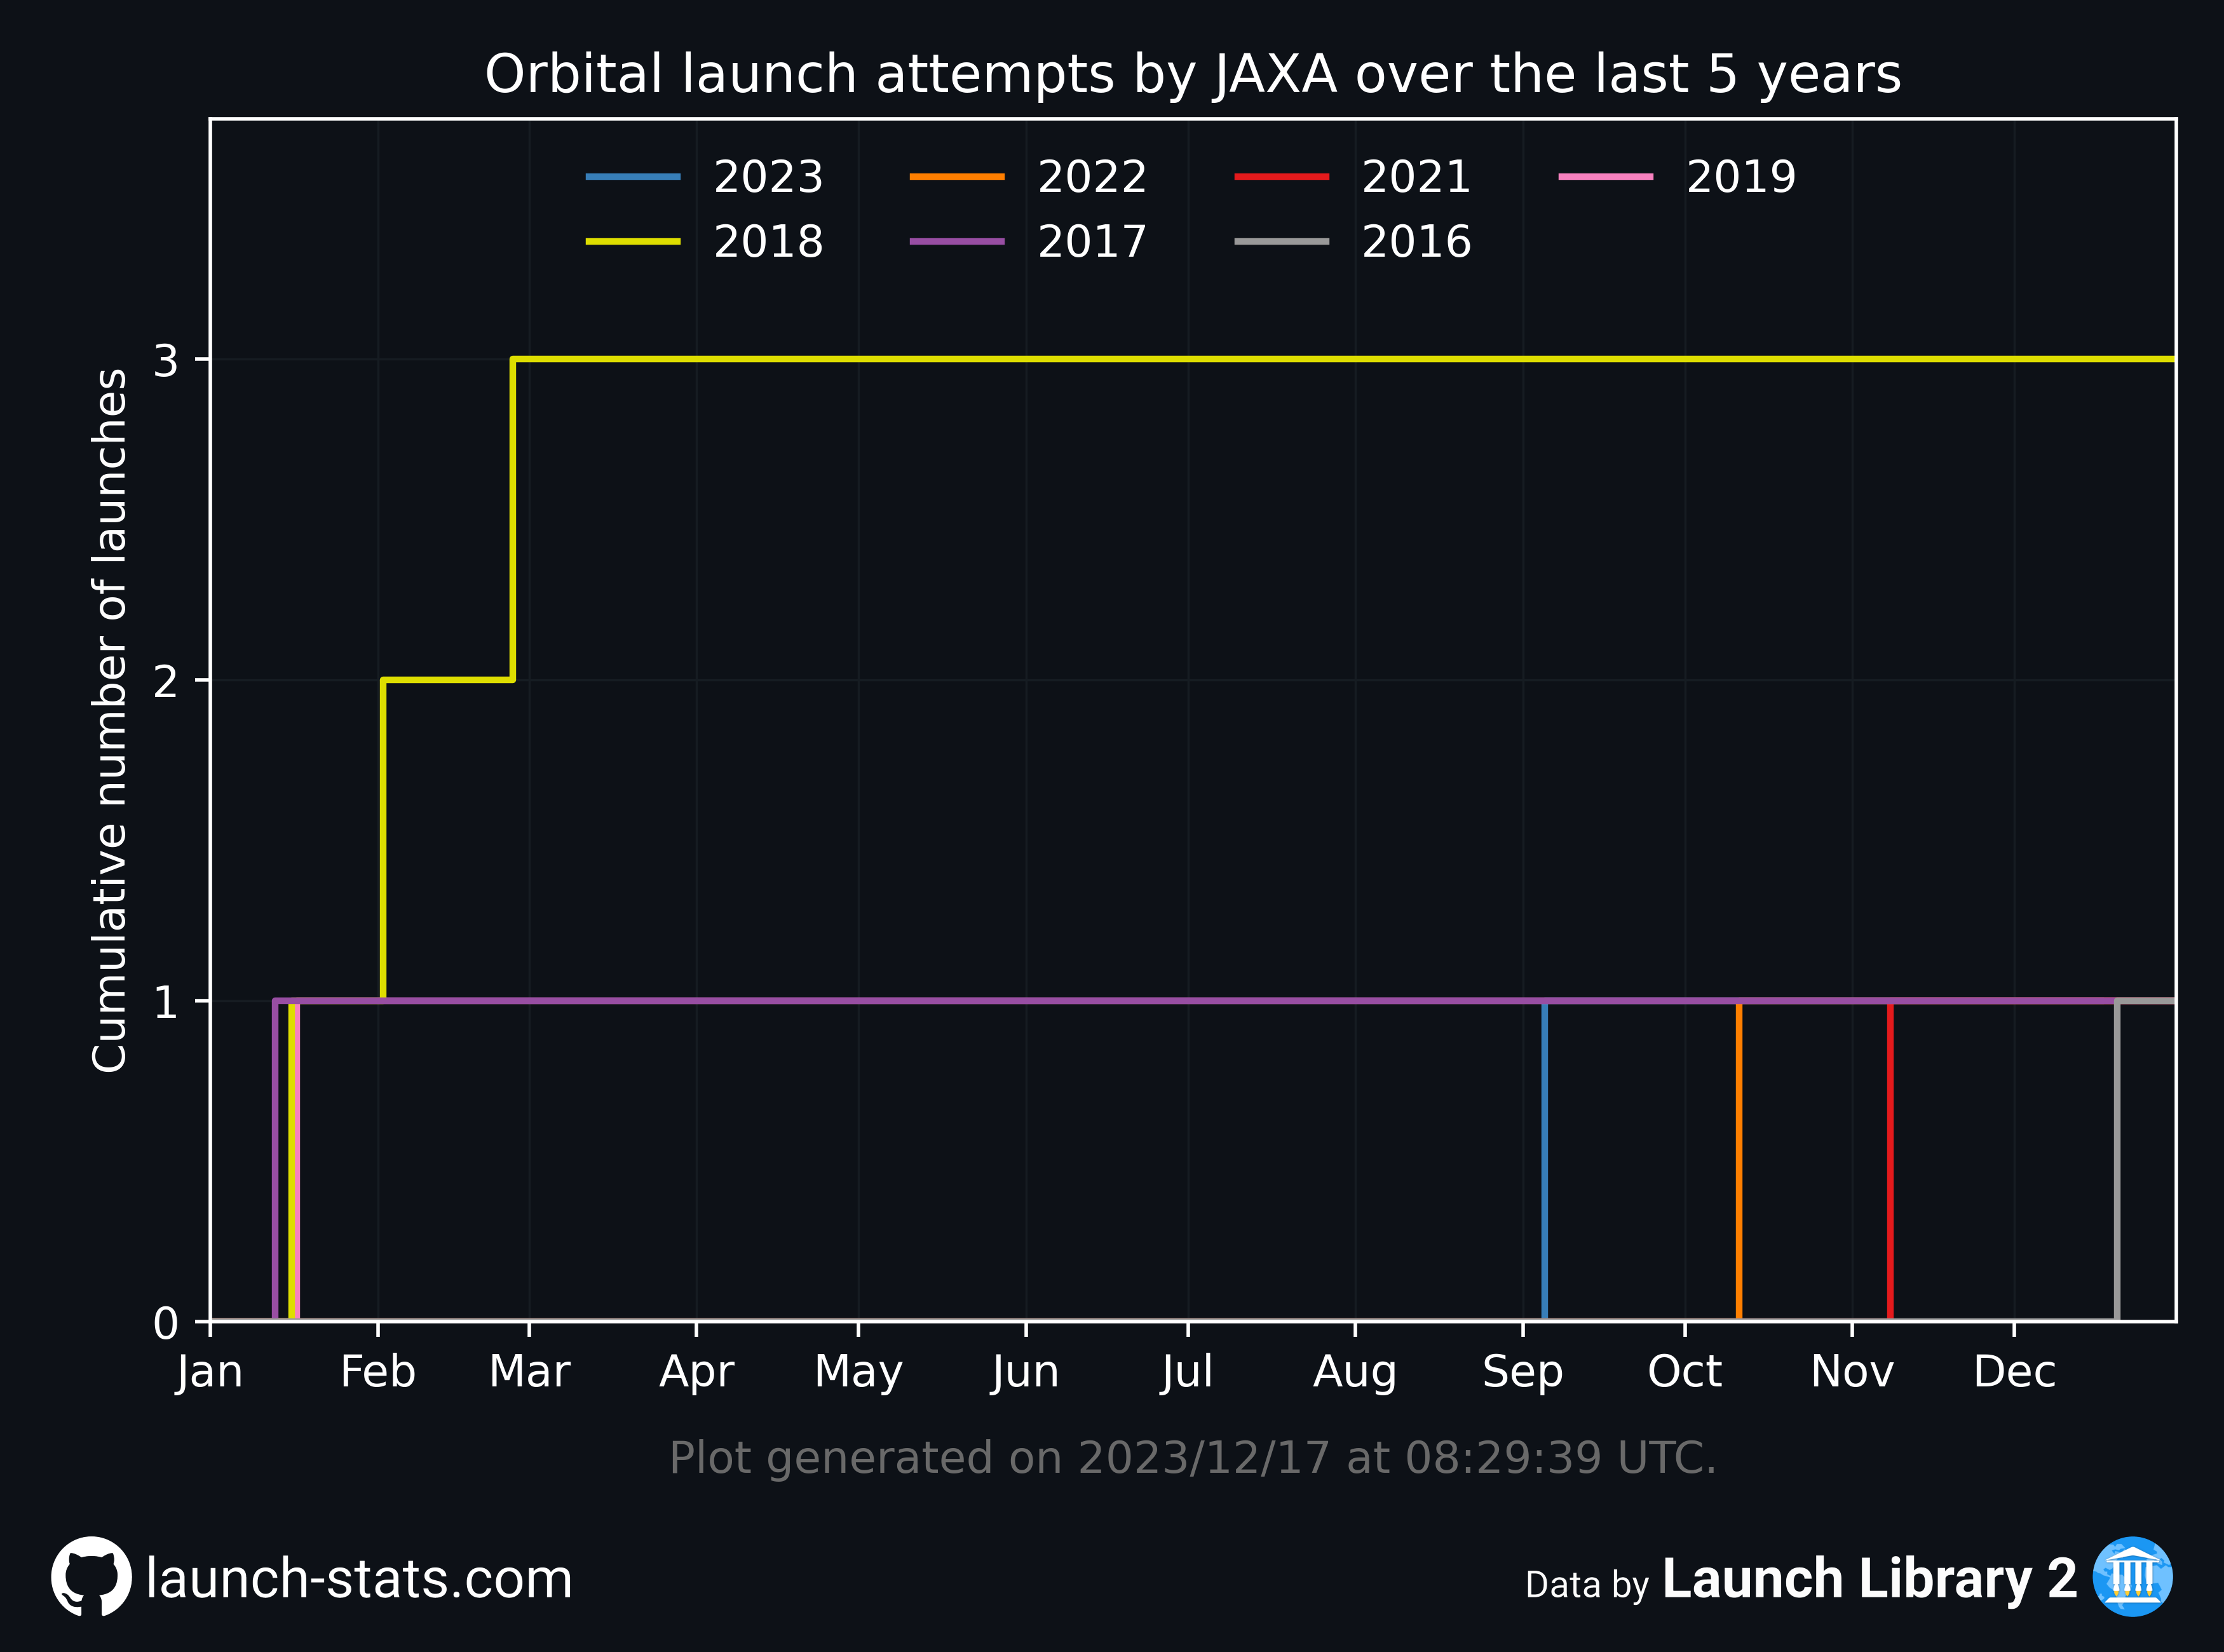 Orbital launch attempts by JAXA over the last 5 years
2023 2022 2021 2019
2018 2017 2016
Cumulative number of launches
3
2
1
0
Jan Feb Mar Apr May Jun Jul Aug Sep Oct Nov Dec
Plot generated on 2023/12/17 at 08:29:39 UTC.
launch-stats.com
Data by Launch Library 2